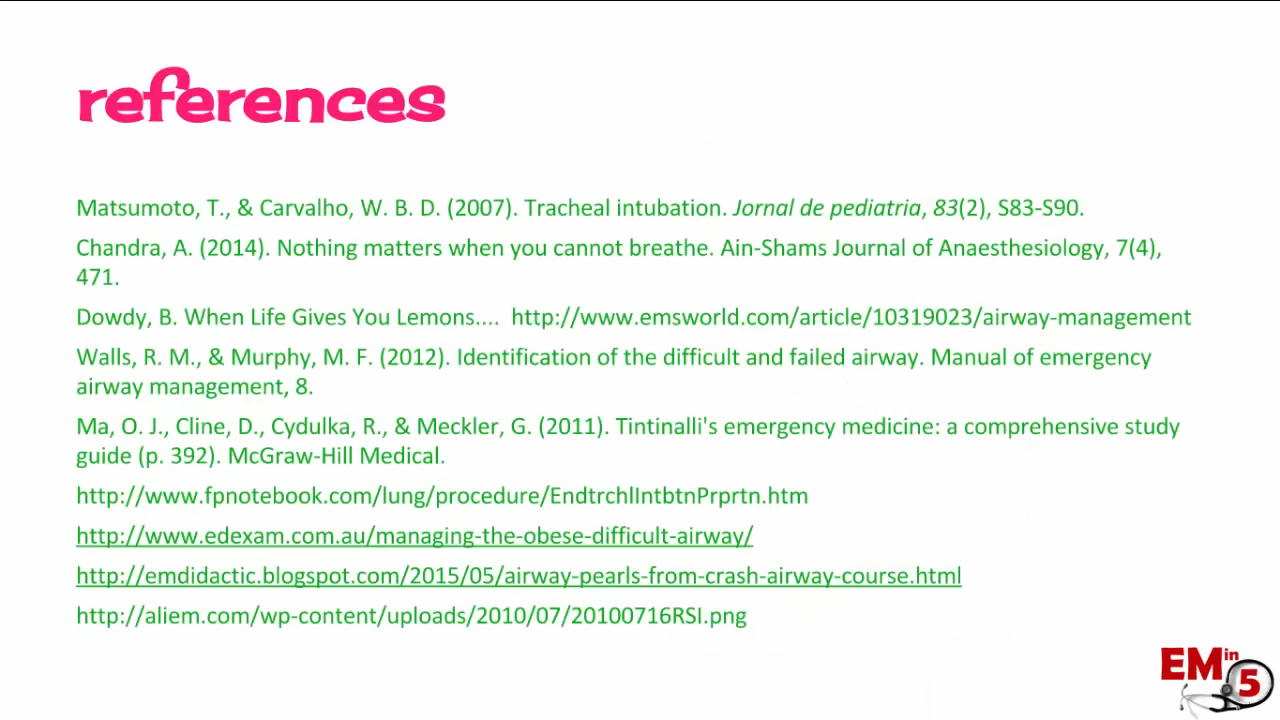 references
Matsumoto, T., & Carvalho, W. B. D. (2007). Tracheal intubation. Jornal de pediatria, 83(2), S83-S90.
Chandra, A. (2014). Nothing matters when you cannot breathe. Ain-Shams Journal of Anaesthesiology, 7(4),
471.
Dowdy, B. When Life Gives You Lemons.... http://www.emsworld.com/article/10319023/airway-management
Walls, R. M., & Murphy, M. F. (2012). Identification of the difficult and failed airway. Manual of emergency
airway management, 8.
Ma, O. J., Cline, D., Cydulka, R., & Meckler, G. (2011). Tintinalli's emergency medicine: a comprehensive study
guide (p. 392). McGraw-Hill Medical.
http://www.fpnotebook.com/lung/procedure/EndtrchlIntbtnPrprtn.htm
http://www.edexam.com.au/managing-the-obese-difficult-airway/
http://emdidactic.blogspot.com/2015/05/airway-pearls-from-crash-airway-course.html
http://aliem.com/wp-content/uploads/2010/07/20100716RSI.png
EM in 5